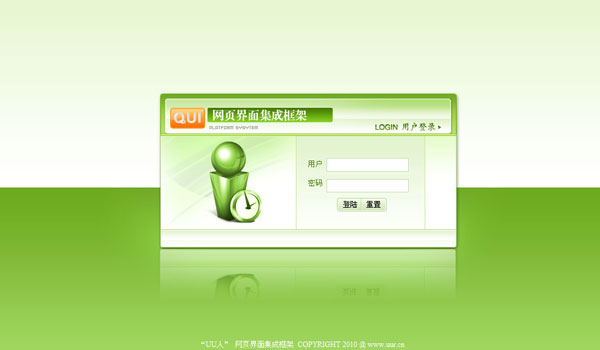 QUI 网页界面集成框架
PLATFORM SYSYTEM
LOGIN 用户登录
用户
密码
登陆 重置
“UU人” 网页界面集成框架 COPYRIGHT 2010 @ www.uur.cn